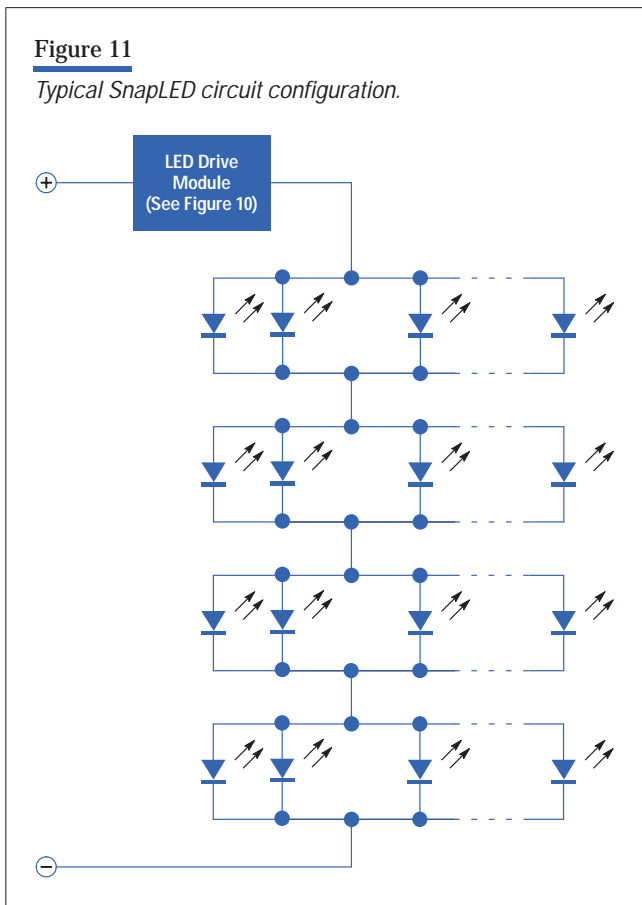 Figure 11
Typical SnapLED circuit configuration.
+
LED Drive
Module
(See Figure 10)
−